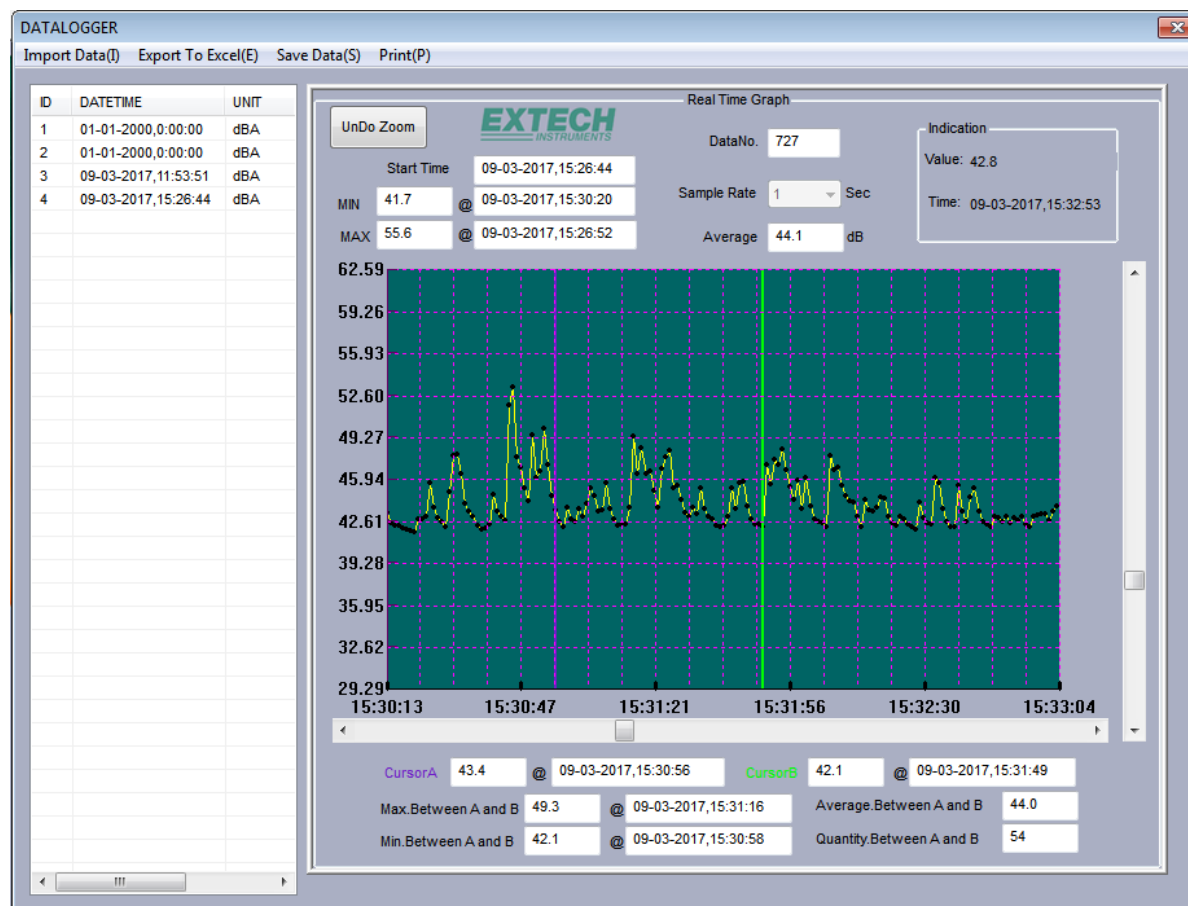 DATALOGGER
Import Data(I) Export To Excel(E) Save Data(S) Print(P)
ID DATETIME UNIT
1 01-01-2000,0:00:00 dBA
2 01-01-2000,0:00:00 dBA
3 09-03-2017,11:53:51 dBA
4 09-03-2017,15:26:44 dBA
Real Time Graph
UnDo Zoom
EXTECH
INSTRUMENTS
DataNo. 727
Indication
Value: 42.8
Time: 09-03-2017,15:32:53
Start Time 09-03-2017,15:26:44
MIN 41.7 @ 09-03-2017,15:30:20
MAX 55.6 @ 09-03-2017,15:26:52
Sample Rate 1 Sec
Average 44.1 dB
62.59
59.26
55.93
52.60
49.27
45.94
42.61
39.28
35.95
32.62
29.29
15:30:13 15:30:47 15:31:21 15:31:56 15:32:30 15:33:04
CursorA 43.4 @ 09-03-2017,15:30:56 CursorB 42.1 @ 09-03-2017,15:31:49
Max.Between A and B 49.3 @ 09-03-2017,15:31:16 Average.Between A and B 44.0
Min.Between A and B 42.1 @ 09-03-2017,15:30:58 Quantity.Between A and B 54